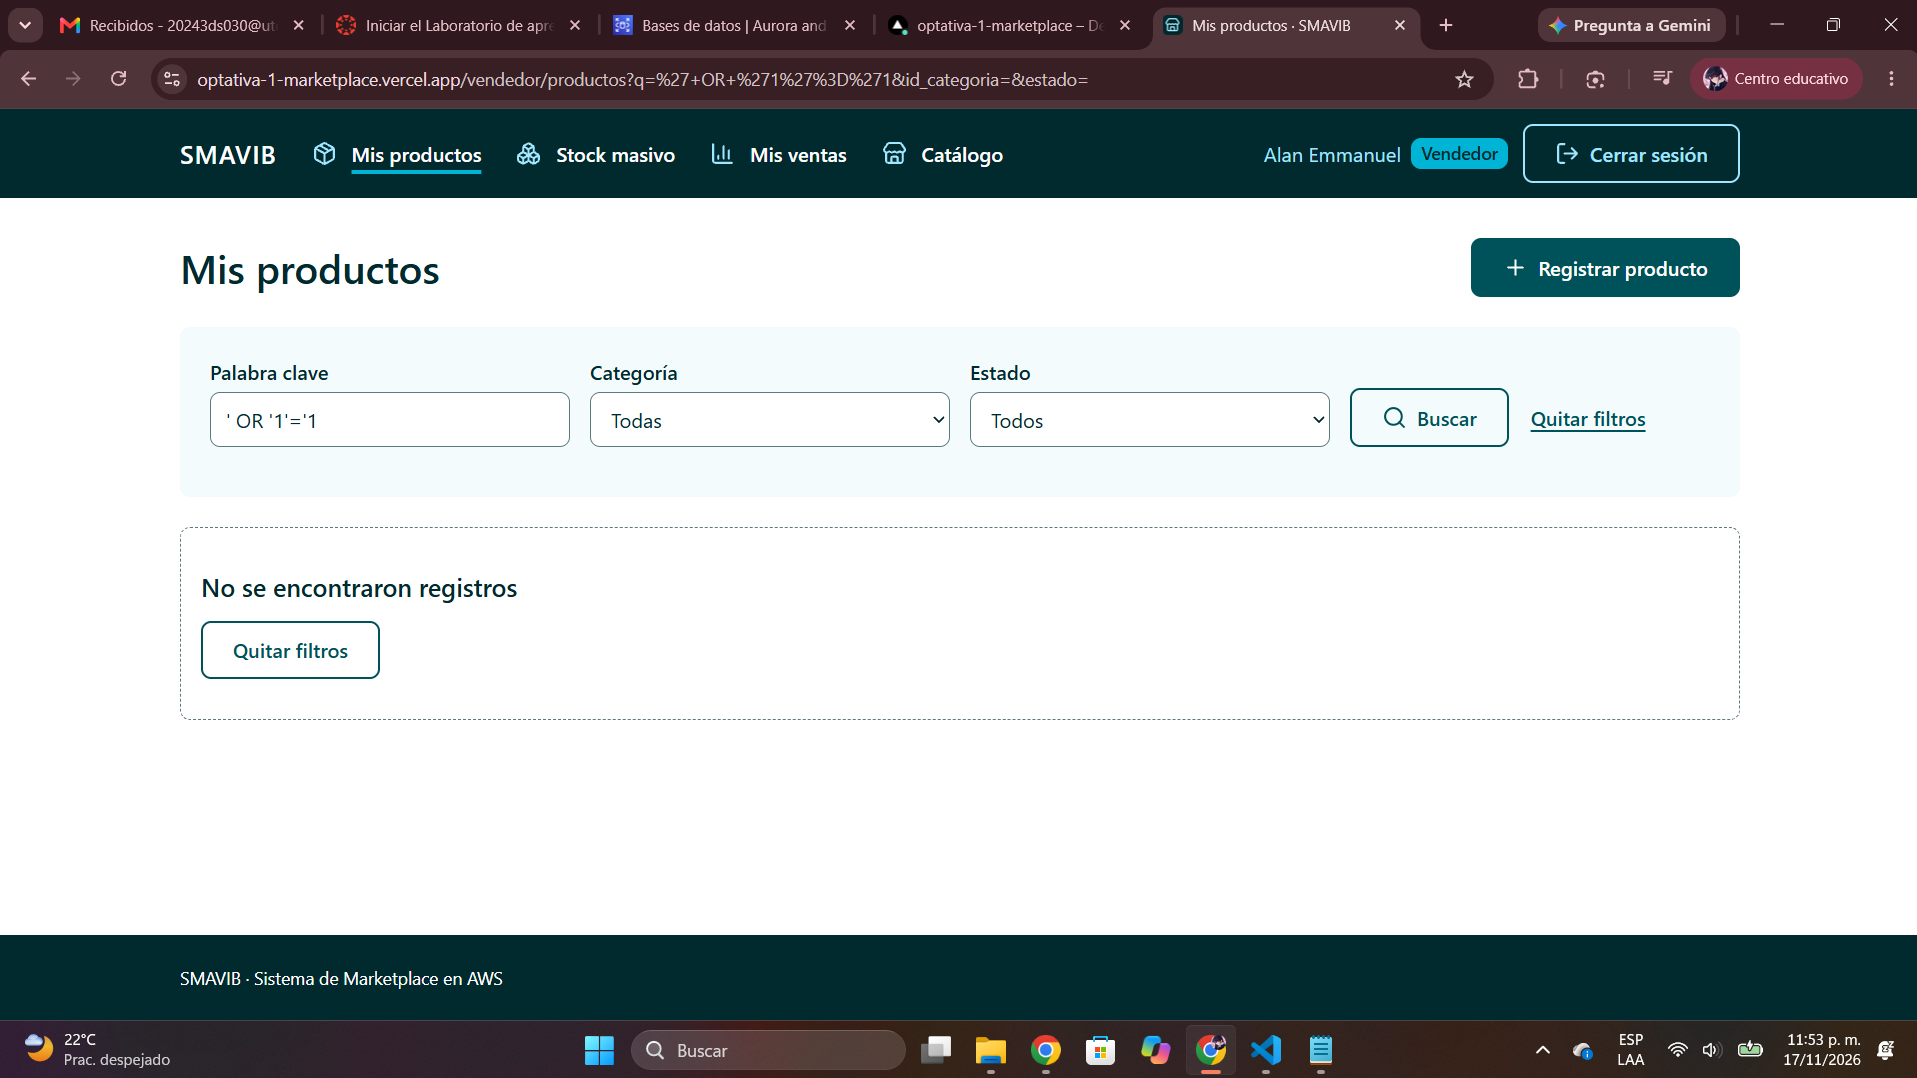 Recibidos - 20243ds030@ut
Iniciar el Laboratorio de apre
Bases de datos | Aurora and
optativa-1-marketplace – De
Mis productos · SMAVIB
Pregunta a Gemini
optativa-1-marketplace.vercel.app/vendedor/productos?q=%27+OR+%271%27%3D%271&id_categoria=&estado=
Centro educativo
SMAVIB
Mis productos
Stock masivo
Mis ventas
Catálogo
Alan Emmanuel
Vendedor
Cerrar sesión
Mis productos
+ Registrar producto
Palabra clave
Categoría
Estado
' OR '1'='1
Todas
Todos
Buscar
Quitar filtros
No se encontraron registros
Quitar filtros
SMAVIB · Sistema de Marketplace en AWS
22°C
Prac. despejado
Buscar
ESP
LAA
11:53 p. m.
17/11/2026